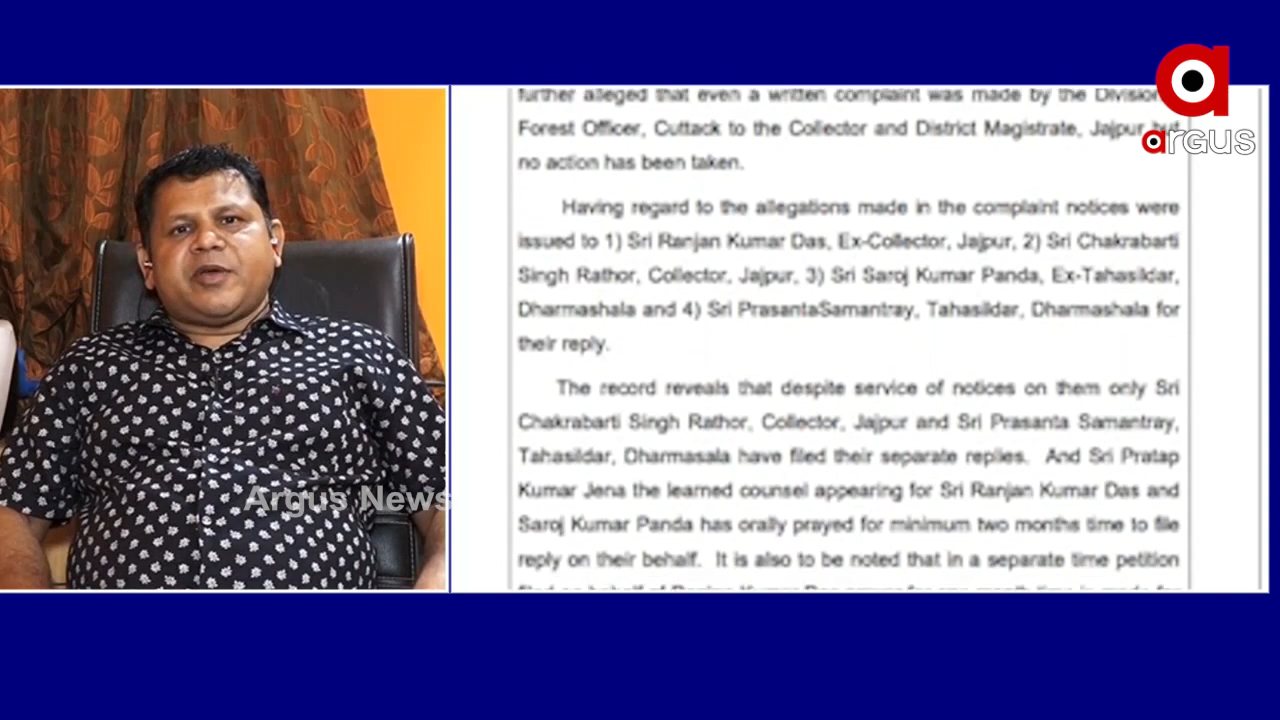 further alleged that even a written complaint was made by the Division
Forest Officer, Cuttack to the Collector and District Magistrate, Jajpur but
no action has been taken.
Having regard to the allegations made in the complaint notices were
issued to 1) Sri Ranjan Kumar Das, Ex-Collector, Jajpur, 2) Sri Chakrabarti
Singh Rathor, Collector, Jajpur, 3) Sri Saroj Kumar Panda, Ex-Tahasildar,
Dharmashala and 4) Sri PrasantaSamantray, Tahasildar, Dharmashala for
their reply.
The record reveals that despite service of notices on them only Sri
Chakrabarti Singh Rathor, Collector, Jajpur and Sri Prasanta Samantray,
Tahasildar, Dharmasala have filed their separate replies. And Sri Pratap
Kumar Jena the learned counsel appearing for Sri Ranjan Kumar Das and
Saroj Kumar Panda has orally prayed for minimum two months time to file
reply on their behalf. It is also to be noted that in a separate time petition
argus
Argus News